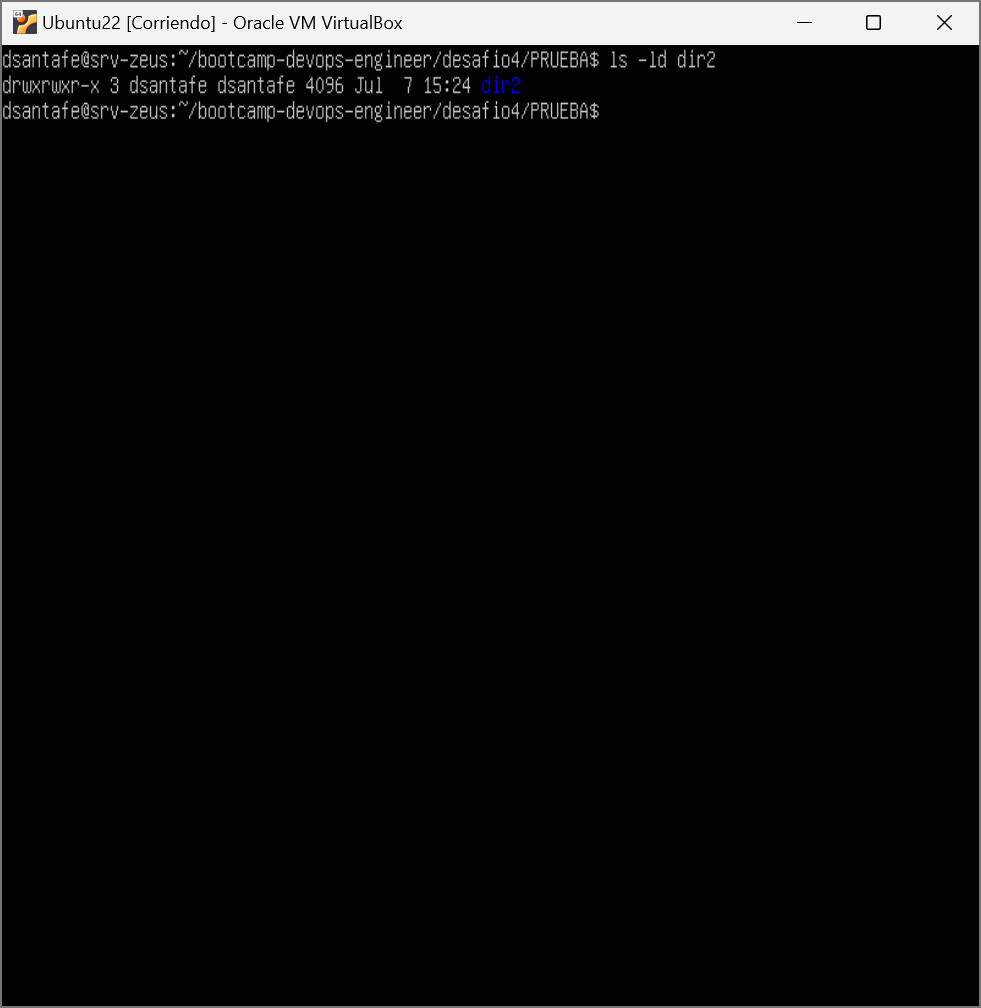 64
Ubuntu22 [Corriendo] - Oracle VM VirtualBox
dsantafe@srv-zeus:~/bootcamp-devops-engineer/desafio4/PRUEBA$ ls -ld dir2
drwxrwxr-x 3 dsantafe dsantafe 4096 Jul  7 15:24 dir2
dsantafe@srv-zeus:~/bootcamp-devops-engineer/desafio4/PRUEBA$